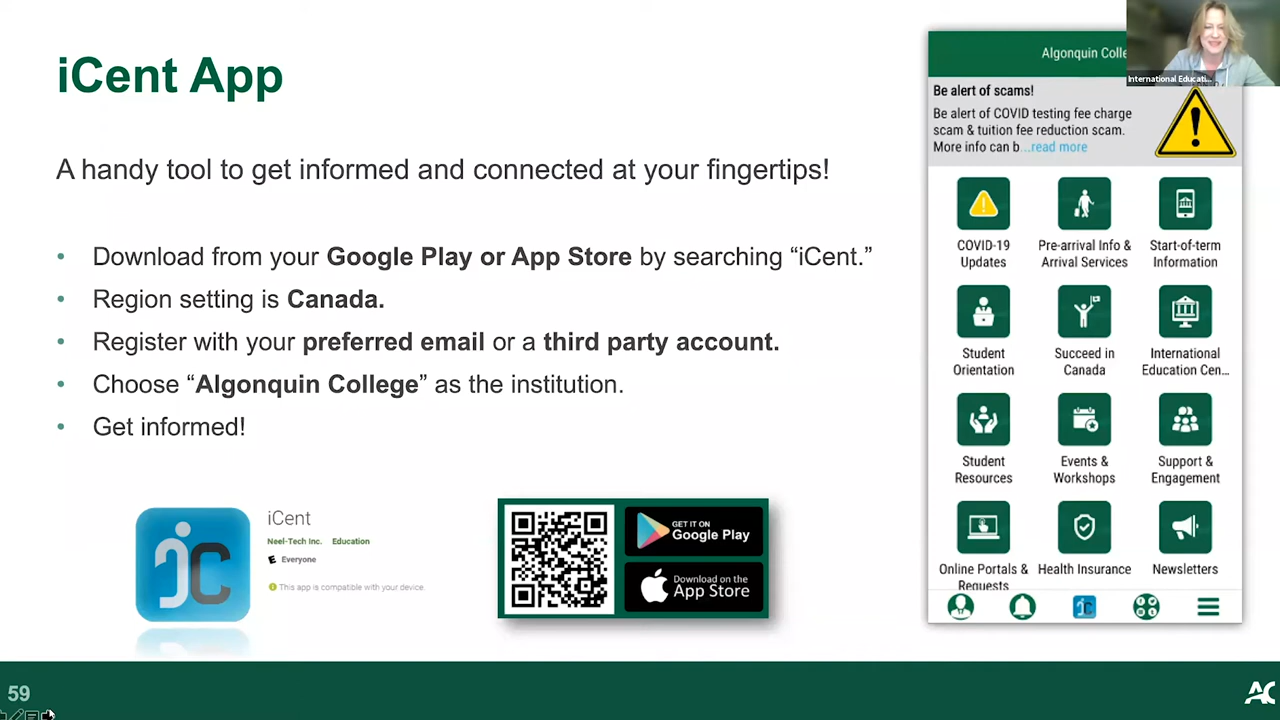 iCent App
A handy tool to get informed and connected at your fingertips!
• Download from your Google Play or App Store by searching “iCent.”
• Region setting is Canada.
• Register with your preferred email or a third party account.
• Choose “Algonquin College” as the institution.
• Get informed!
iC
iCent
Neel-Tech Inc. Education
E Everyone
This app is compatible with your device.
GET IT ON
Google Play
Download on the
App Store
Algonquin Colle
International Educati...
Be alert of scams!
Be alert of COVID testing fee charge
scam & tuition fee reduction scam.
More info can b...read more
COVID-19
Updates
Pre-arrival Info &
Arrival Services
Start-of-term
Information
Student
Orientation
Succeed in
Canada
International
Education Cen...
Student
Resources
Events &
Workshops
Support &
Engagement
Online Portals &
Requests
Health Insurance
Newsletters
iC
59
AC